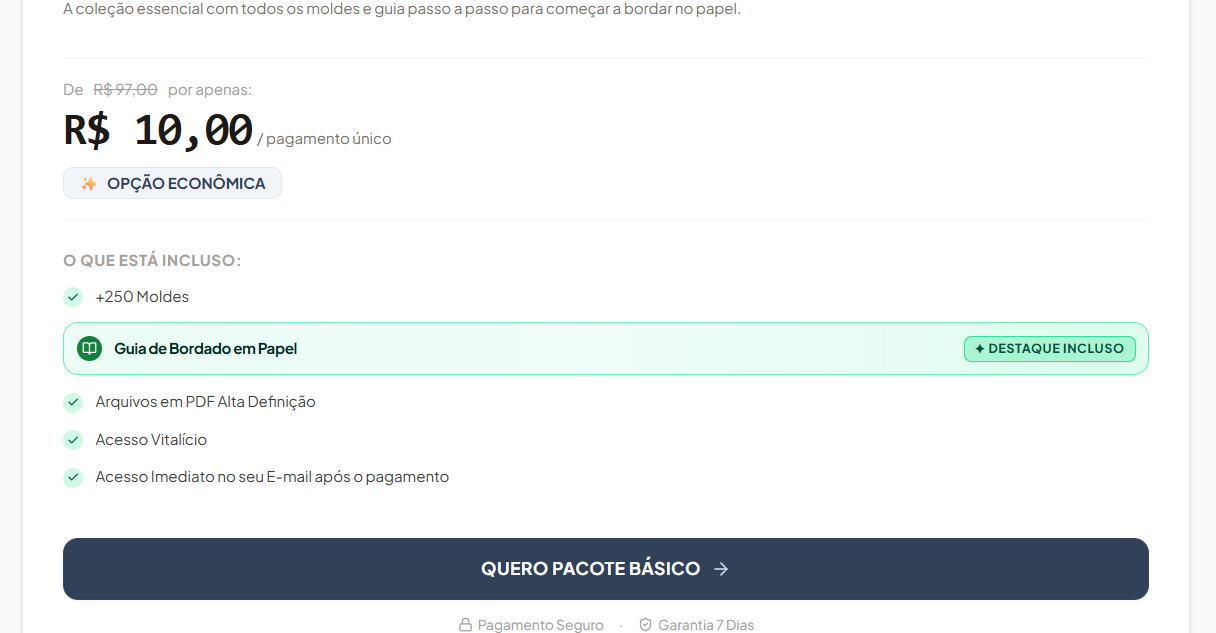 A coleção essencial com todos os moldes e guia passo a passo para começar a bordar no papel.
De R$ 97,00 por apenas:
R$ 10,00 / pagamento único
✨ OPÇÃO ECONÔMICA
O QUE ESTÁ INCLUSO:
+250 Moldes
Guia de Bordado em Papel ✦ DESTAQUE INCLUSO
Arquivos em PDF Alta Definição
Acesso Vitalício
Acesso Imediato no seu E-mail após o pagamento
QUERO PACOTE BÁSICO →
Pagamento Seguro · Garantia 7 Dias